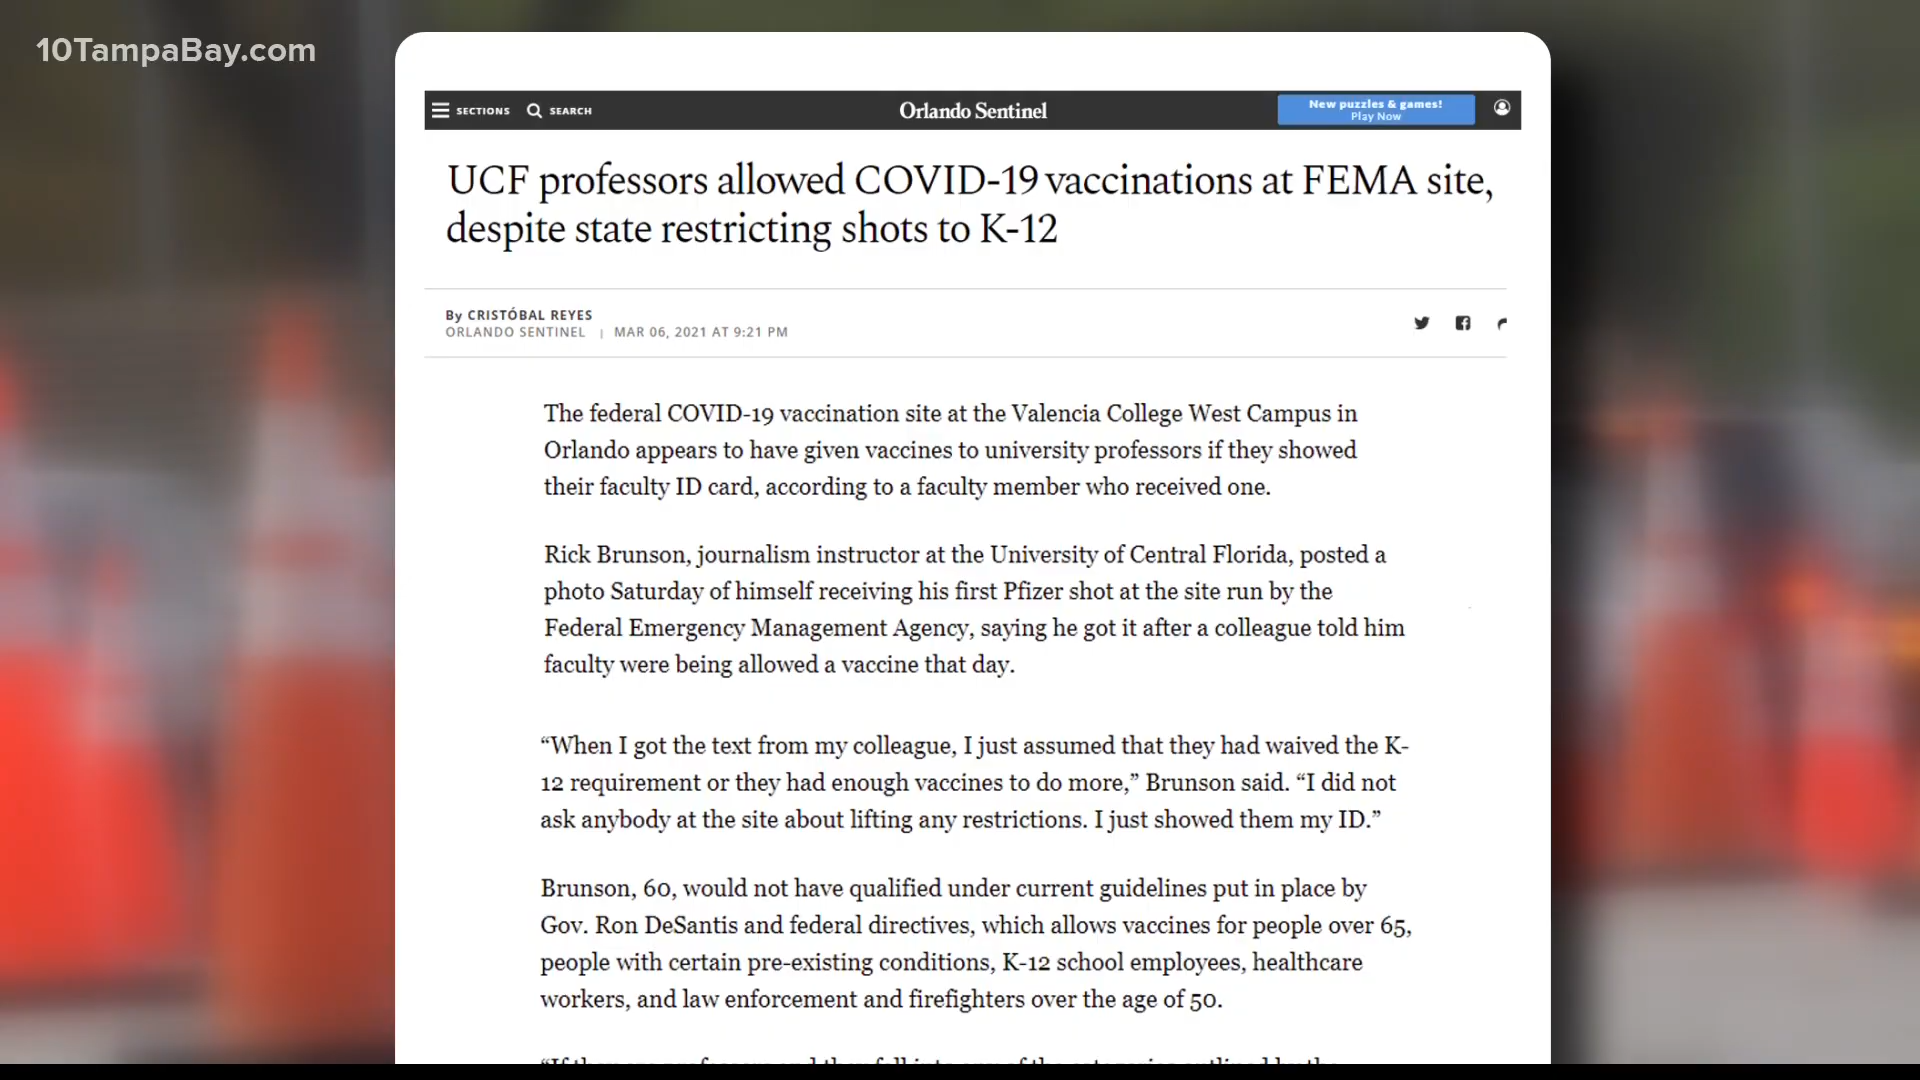 10TampaBay.com
SECTIONS SEARCH Orlando Sentinel New puzzles & games!
Play Now
UCF professors allowed COVID-19 vaccinations at FEMA site,
despite state restricting shots to K-12
By CRISTÓBAL REYES
ORLANDO SENTINEL | MAR 06, 2021 AT 9:21 PM
The federal COVID-19 vaccination site at the Valencia College West Campus in
Orlando appears to have given vaccines to university professors if they showed
their faculty ID card, according to a faculty member who received one.
Rick Brunson, journalism instructor at the University of Central Florida, posted a
photo Saturday of himself receiving his first Pfizer shot at the site run by the
Federal Emergency Management Agency, saying he got it after a colleague told him
faculty were being allowed a vaccine that day.
“When I got the text from my colleague, I just assumed that they had waived the K-
12 requirement or they had enough vaccines to do more,” Brunson said. “I did not
ask anybody at the site about lifting any restrictions. I just showed them my ID.”
Brunson, 60, would not have qualified under current guidelines put in place by
Gov. Ron DeSantis and federal directives, which allows vaccines for people over 65,
people with certain pre-existing conditions, K-12 school employees, healthcare
workers, and law enforcement and firefighters over the age of 50.